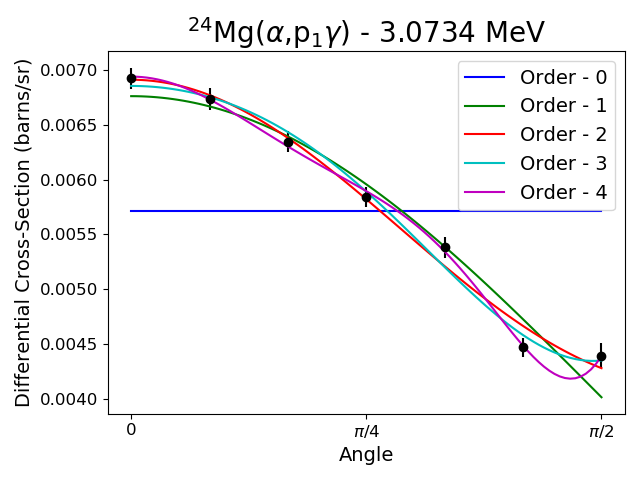 ²⁴Mg(α,p₁γ) - 3.0734 MeV
Differential Cross-Section (barns/sr)
0.0070
0.0065
0.0060
0.0055
0.0050
0.0045
0.0040
Order - 0
Order - 1
Order - 2
Order - 3
Order - 4
0
π/4
π/2
Angle